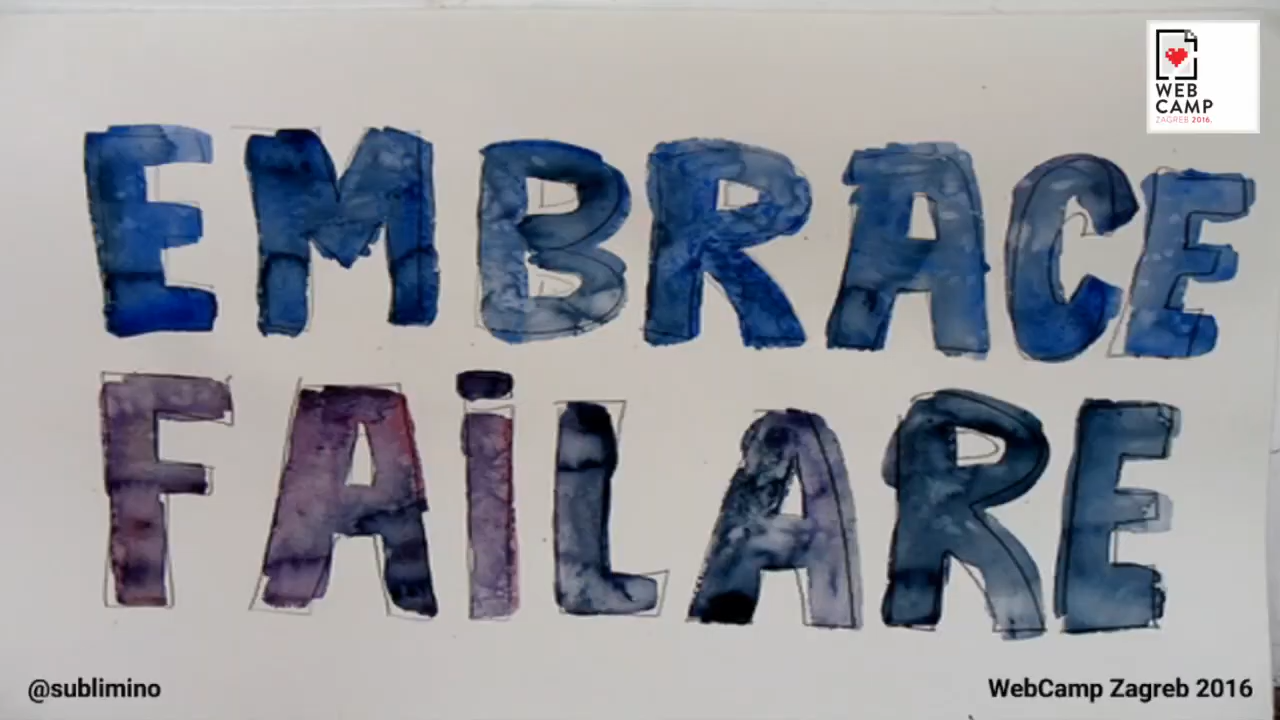 WEB
CAMP
ZAGREB 2016.
EMBRACE
FAiLARE
@sublimino
WebCamp Zagreb 2016